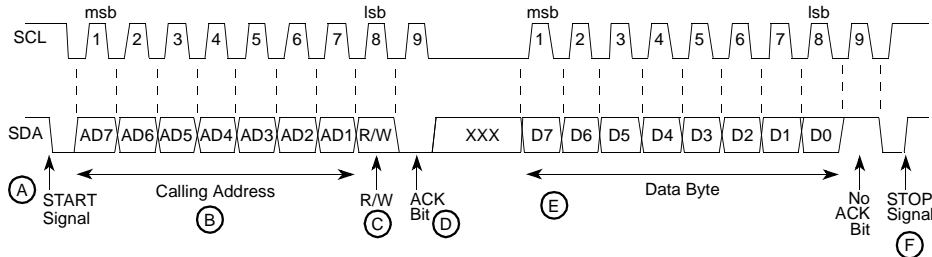 msb lsb msb lsb
SCL 1 2 3 4 5 6 7 8 9 1 2 3 4 5 6 7 8 9
SDA AD7 AD6 AD5 AD4 AD3 AD2 AD1 R/W XXX D7 D6 D5 D4 D3 D2 D1 D0
A START Signal
Calling Address
B
R/W
C
ACK
Bit D
E
Data Byte
No
ACK
Bit
STOP
Signal
F